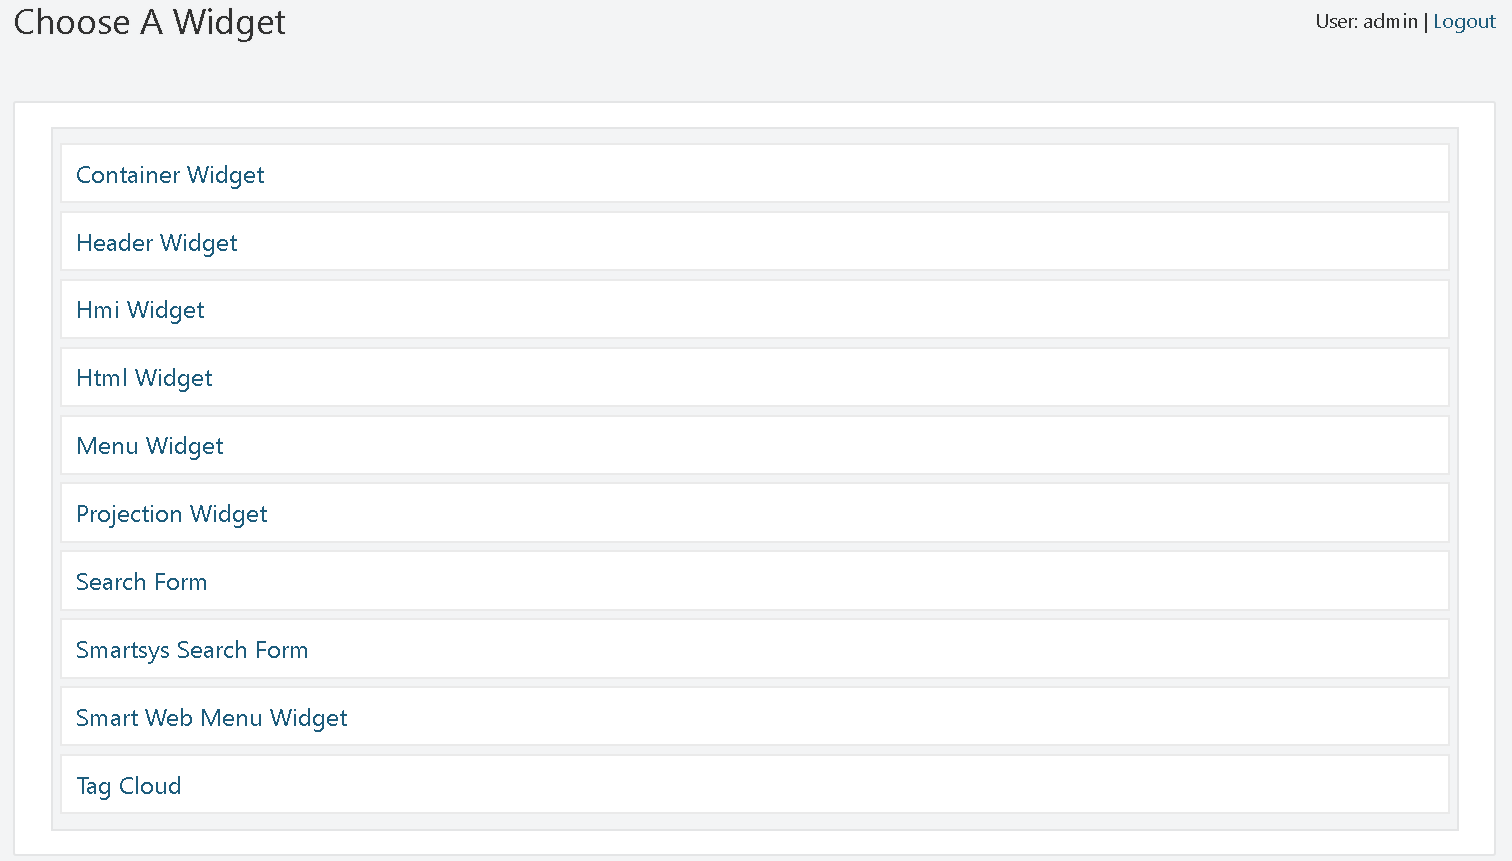 Choose A Widget
User: admin | Logout
Container Widget
Header Widget
Hmi Widget
Html Widget
Menu Widget
Projection Widget
Search Form
Smartsys Search Form
Smart Web Menu Widget
Tag Cloud